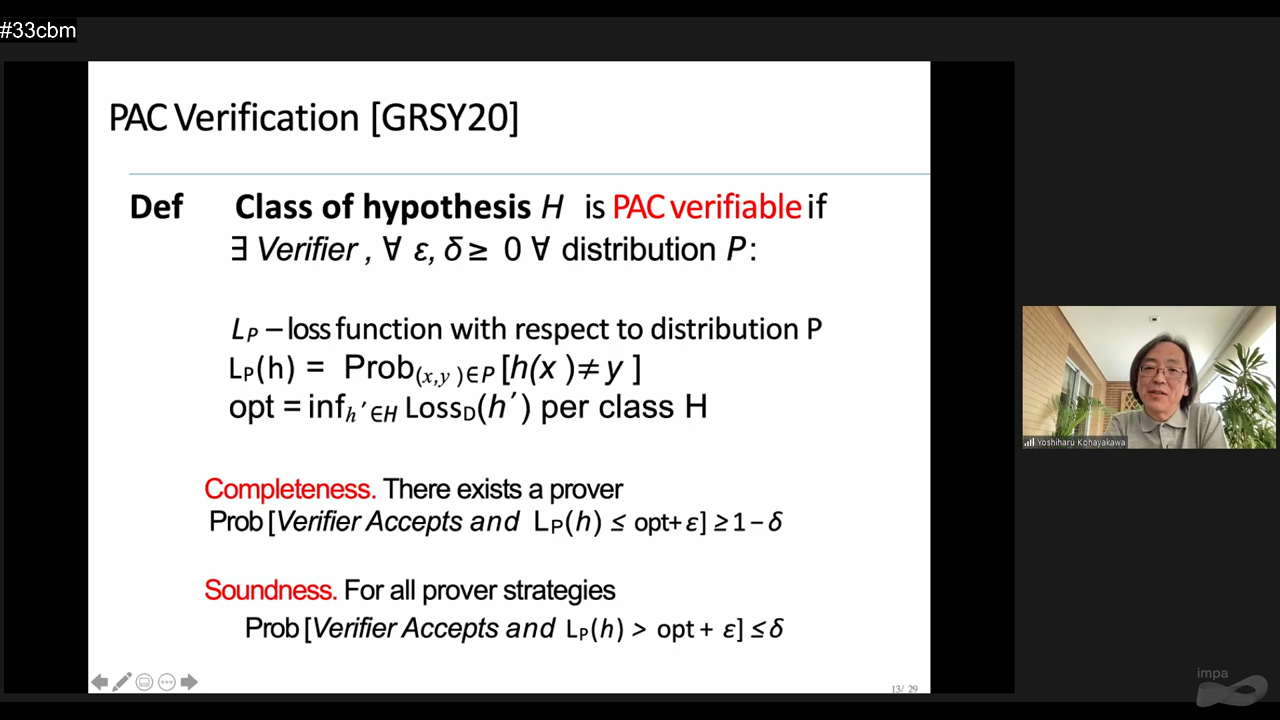 #33cbm
PAC Verification [GRSY20]
Def Class of hypothesis H is PAC verifiable if
∃ Verifier , ∀ ε, δ ≥ 0 ∀ distribution P:
L_P – loss function with respect to distribution P
L_P(h) = Prob_(x,y )∈P [h(x )≠ y ]
opt = inf_h´∈H Loss_D(h´) per class H
Completeness. There exists a prover
Prob [Verifier Accepts and L_P(h) ≤ opt+ ε] ≥ 1 – δ
Soundness. For all prover strategies
Prob [Verifier Accepts and L_P(h) > opt + ε] ≤ δ
13/ 29
Yoshiharu Kohayakawa
impa